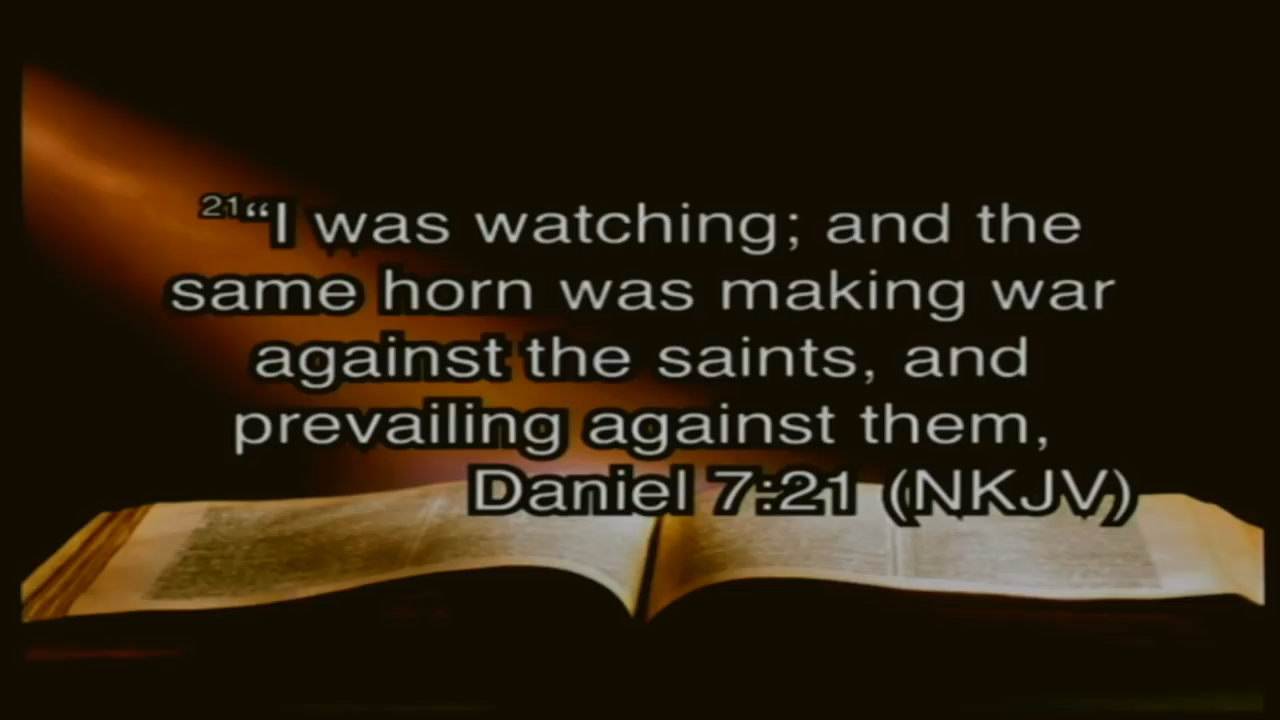 21“I was watching; and the
same horn was making war
against the saints, and
prevailing against them,
Daniel 7:21 (NKJV)